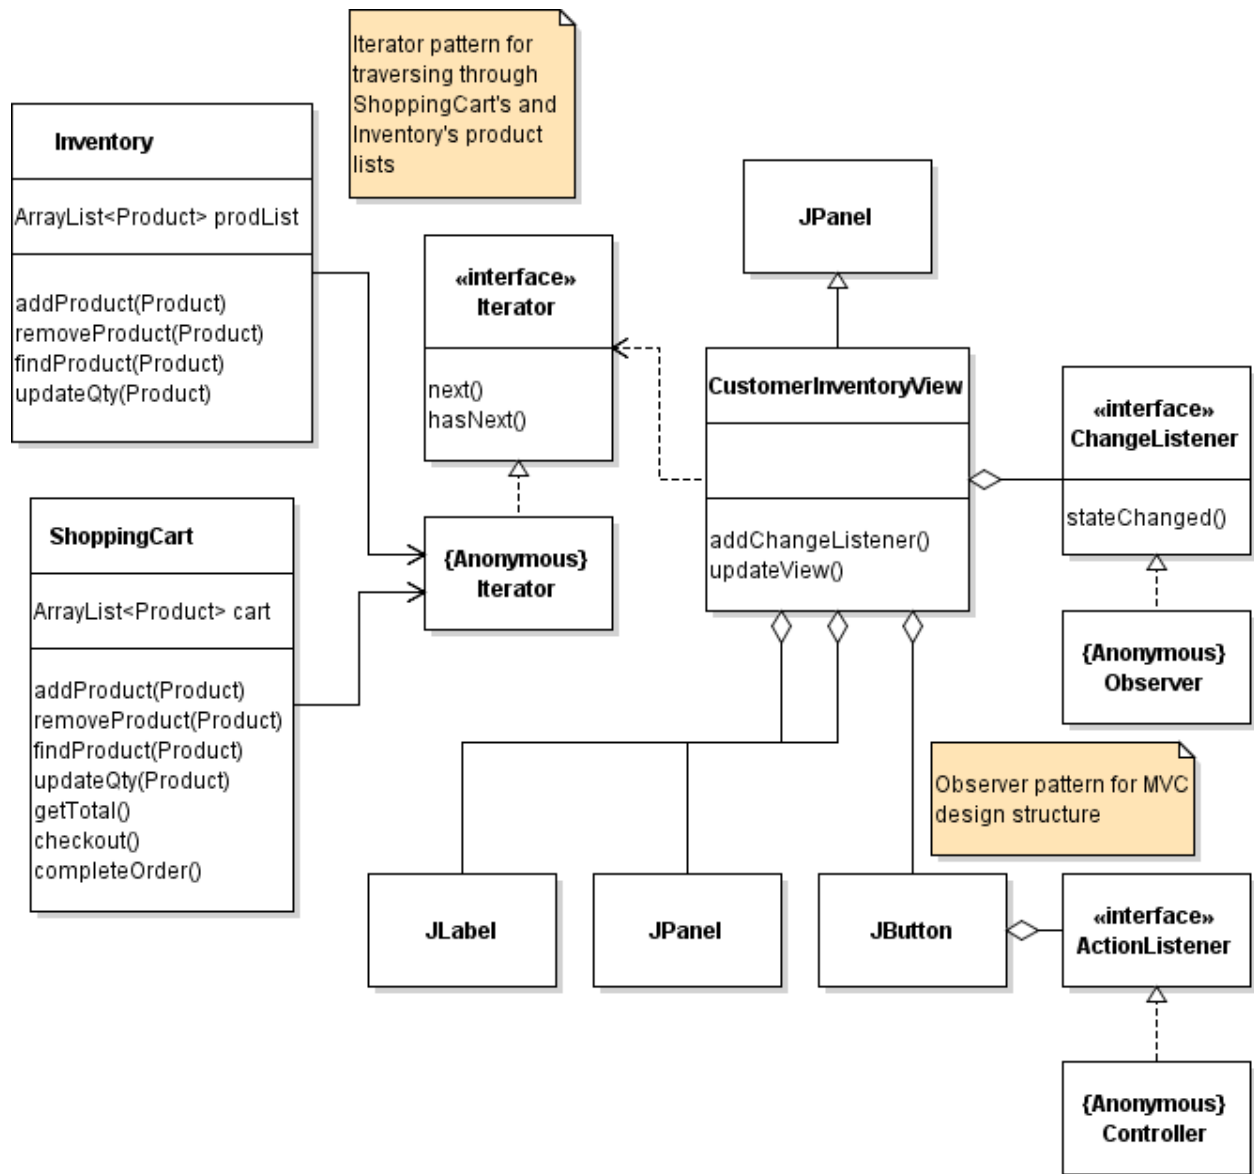 Iterator pattern for
traversing through
ShoppingCart's and
Inventory's product
lists
Inventory
ArrayList<Product> prodList
addProduct(Product)
removeProduct(Product)
findProduct(Product)
updateQty(Product)
JPanel
«interface»
Iterator
next()
hasNext()
CustomerInventoryView
addChangeListener()
updateView()
«interface»
ChangeListener
stateChanged()
ShoppingCart
ArrayList<Product> cart
addProduct(Product)
removeProduct(Product)
findProduct(Product)
updateQty(Product)
getTotal()
checkout()
completeOrder()
{Anonymous}
Iterator
{Anonymous}
Observer
Observer pattern for MVC
design structure
JLabel
JPanel
JButton
«interface»
ActionListener
{Anonymous}
Controller